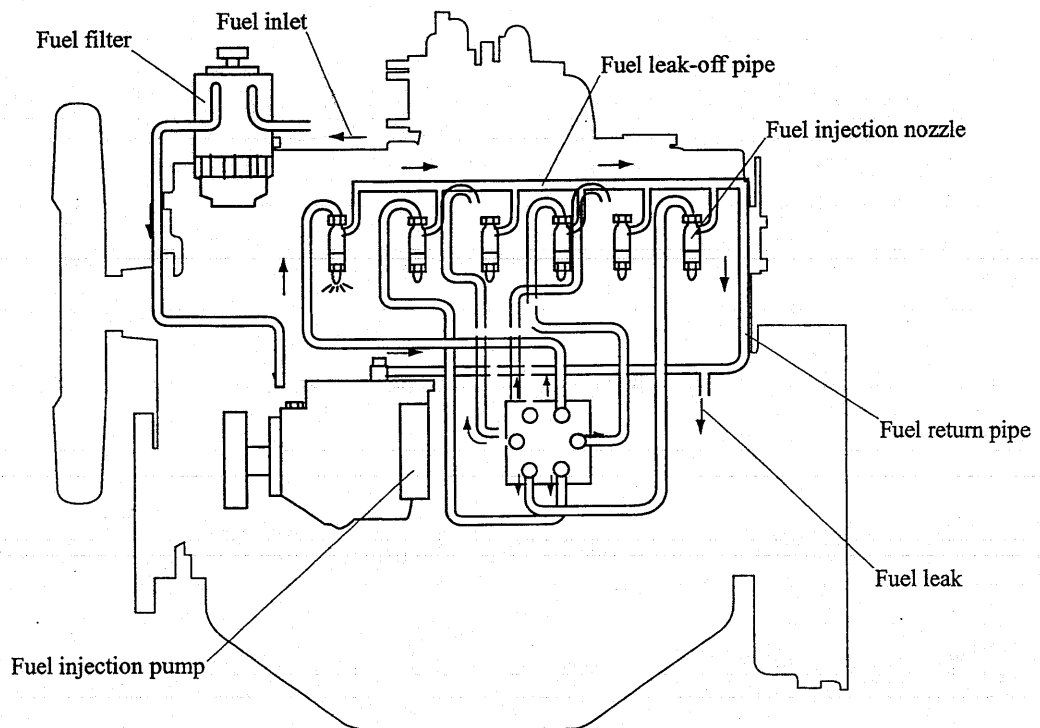 Fuel inlet
Fuel filter
Fuel leak-off pipe
Fuel injection nozzle
Fuel return pipe
Fuel leak
Fuel injection pump